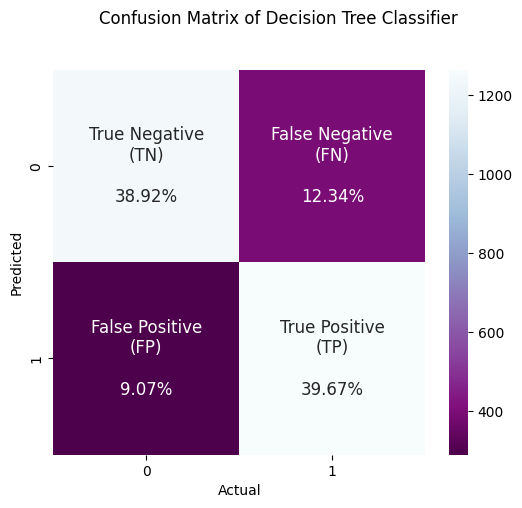 Confusion Matrix of Decision Tree Classifier
True Negative
(TN)
38.92%
False Negative
(FN)
12.34%
False Positive
(FP)
9.07%
True Positive
(TP)
39.67%
0
1
Predicted
0
1
Actual
1200
1000
800
600
400